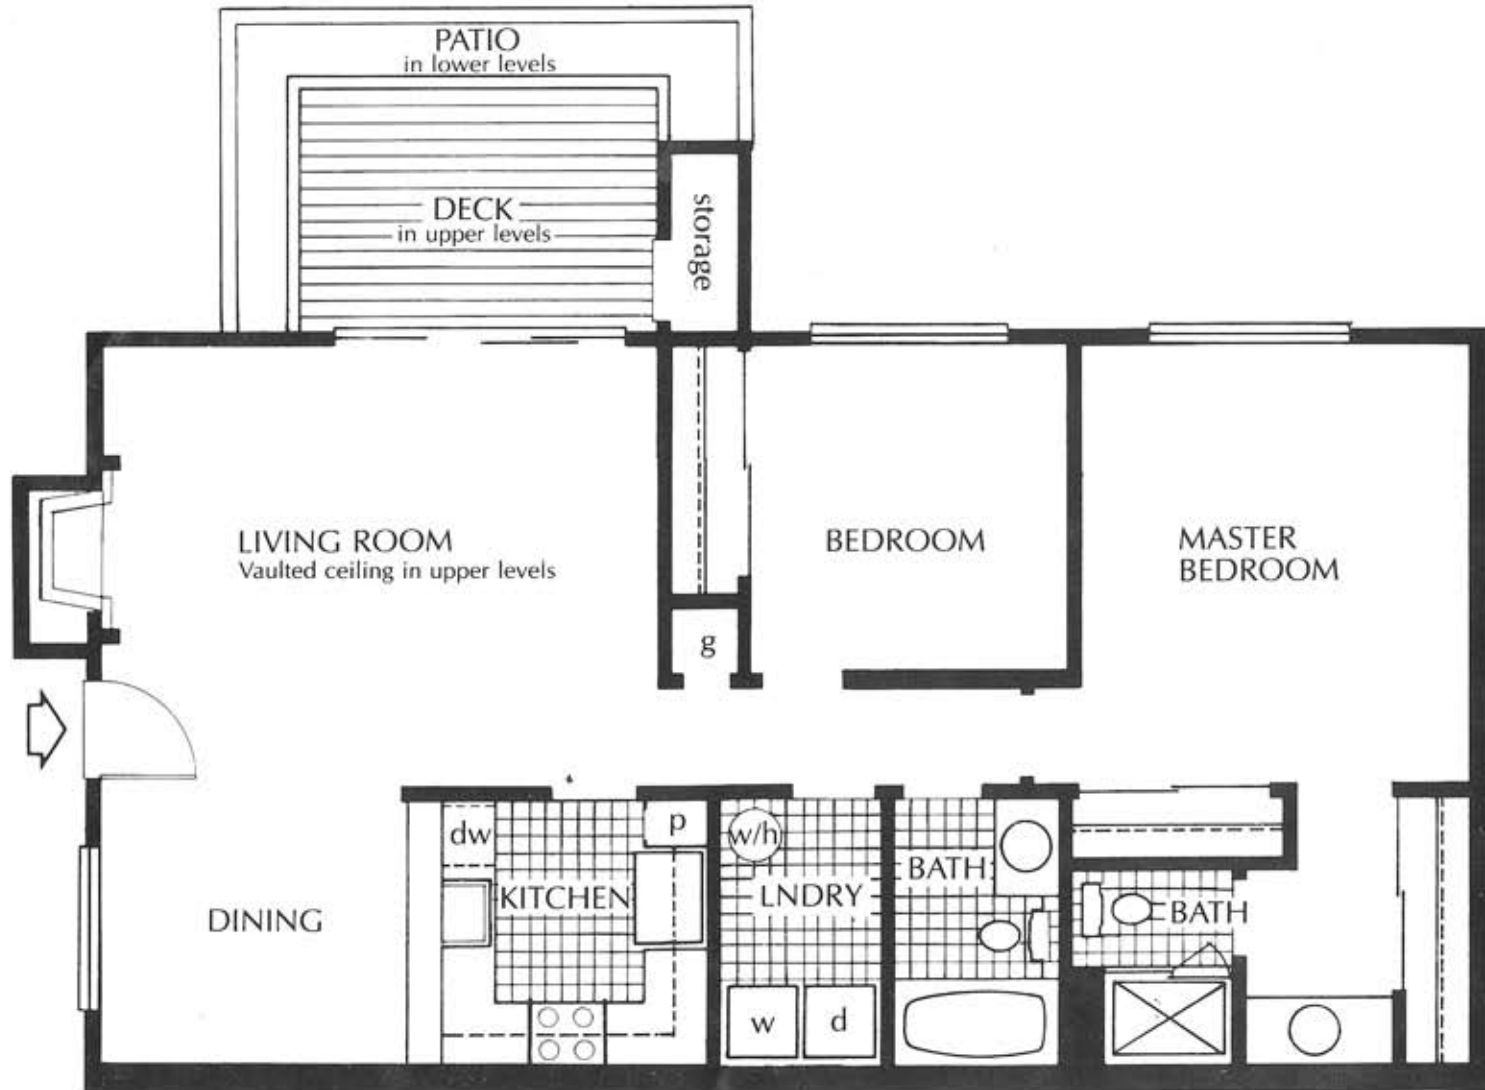 PATIO
in lower levels
DECK
in upper levels
storage
LIVING ROOM
Vaulted ceiling in upper levels
BEDROOM
MASTER
BEDROOM
g
dw
p
w/h
KITCHEN
LNDRY
BATH
BATH
DINING
w
d